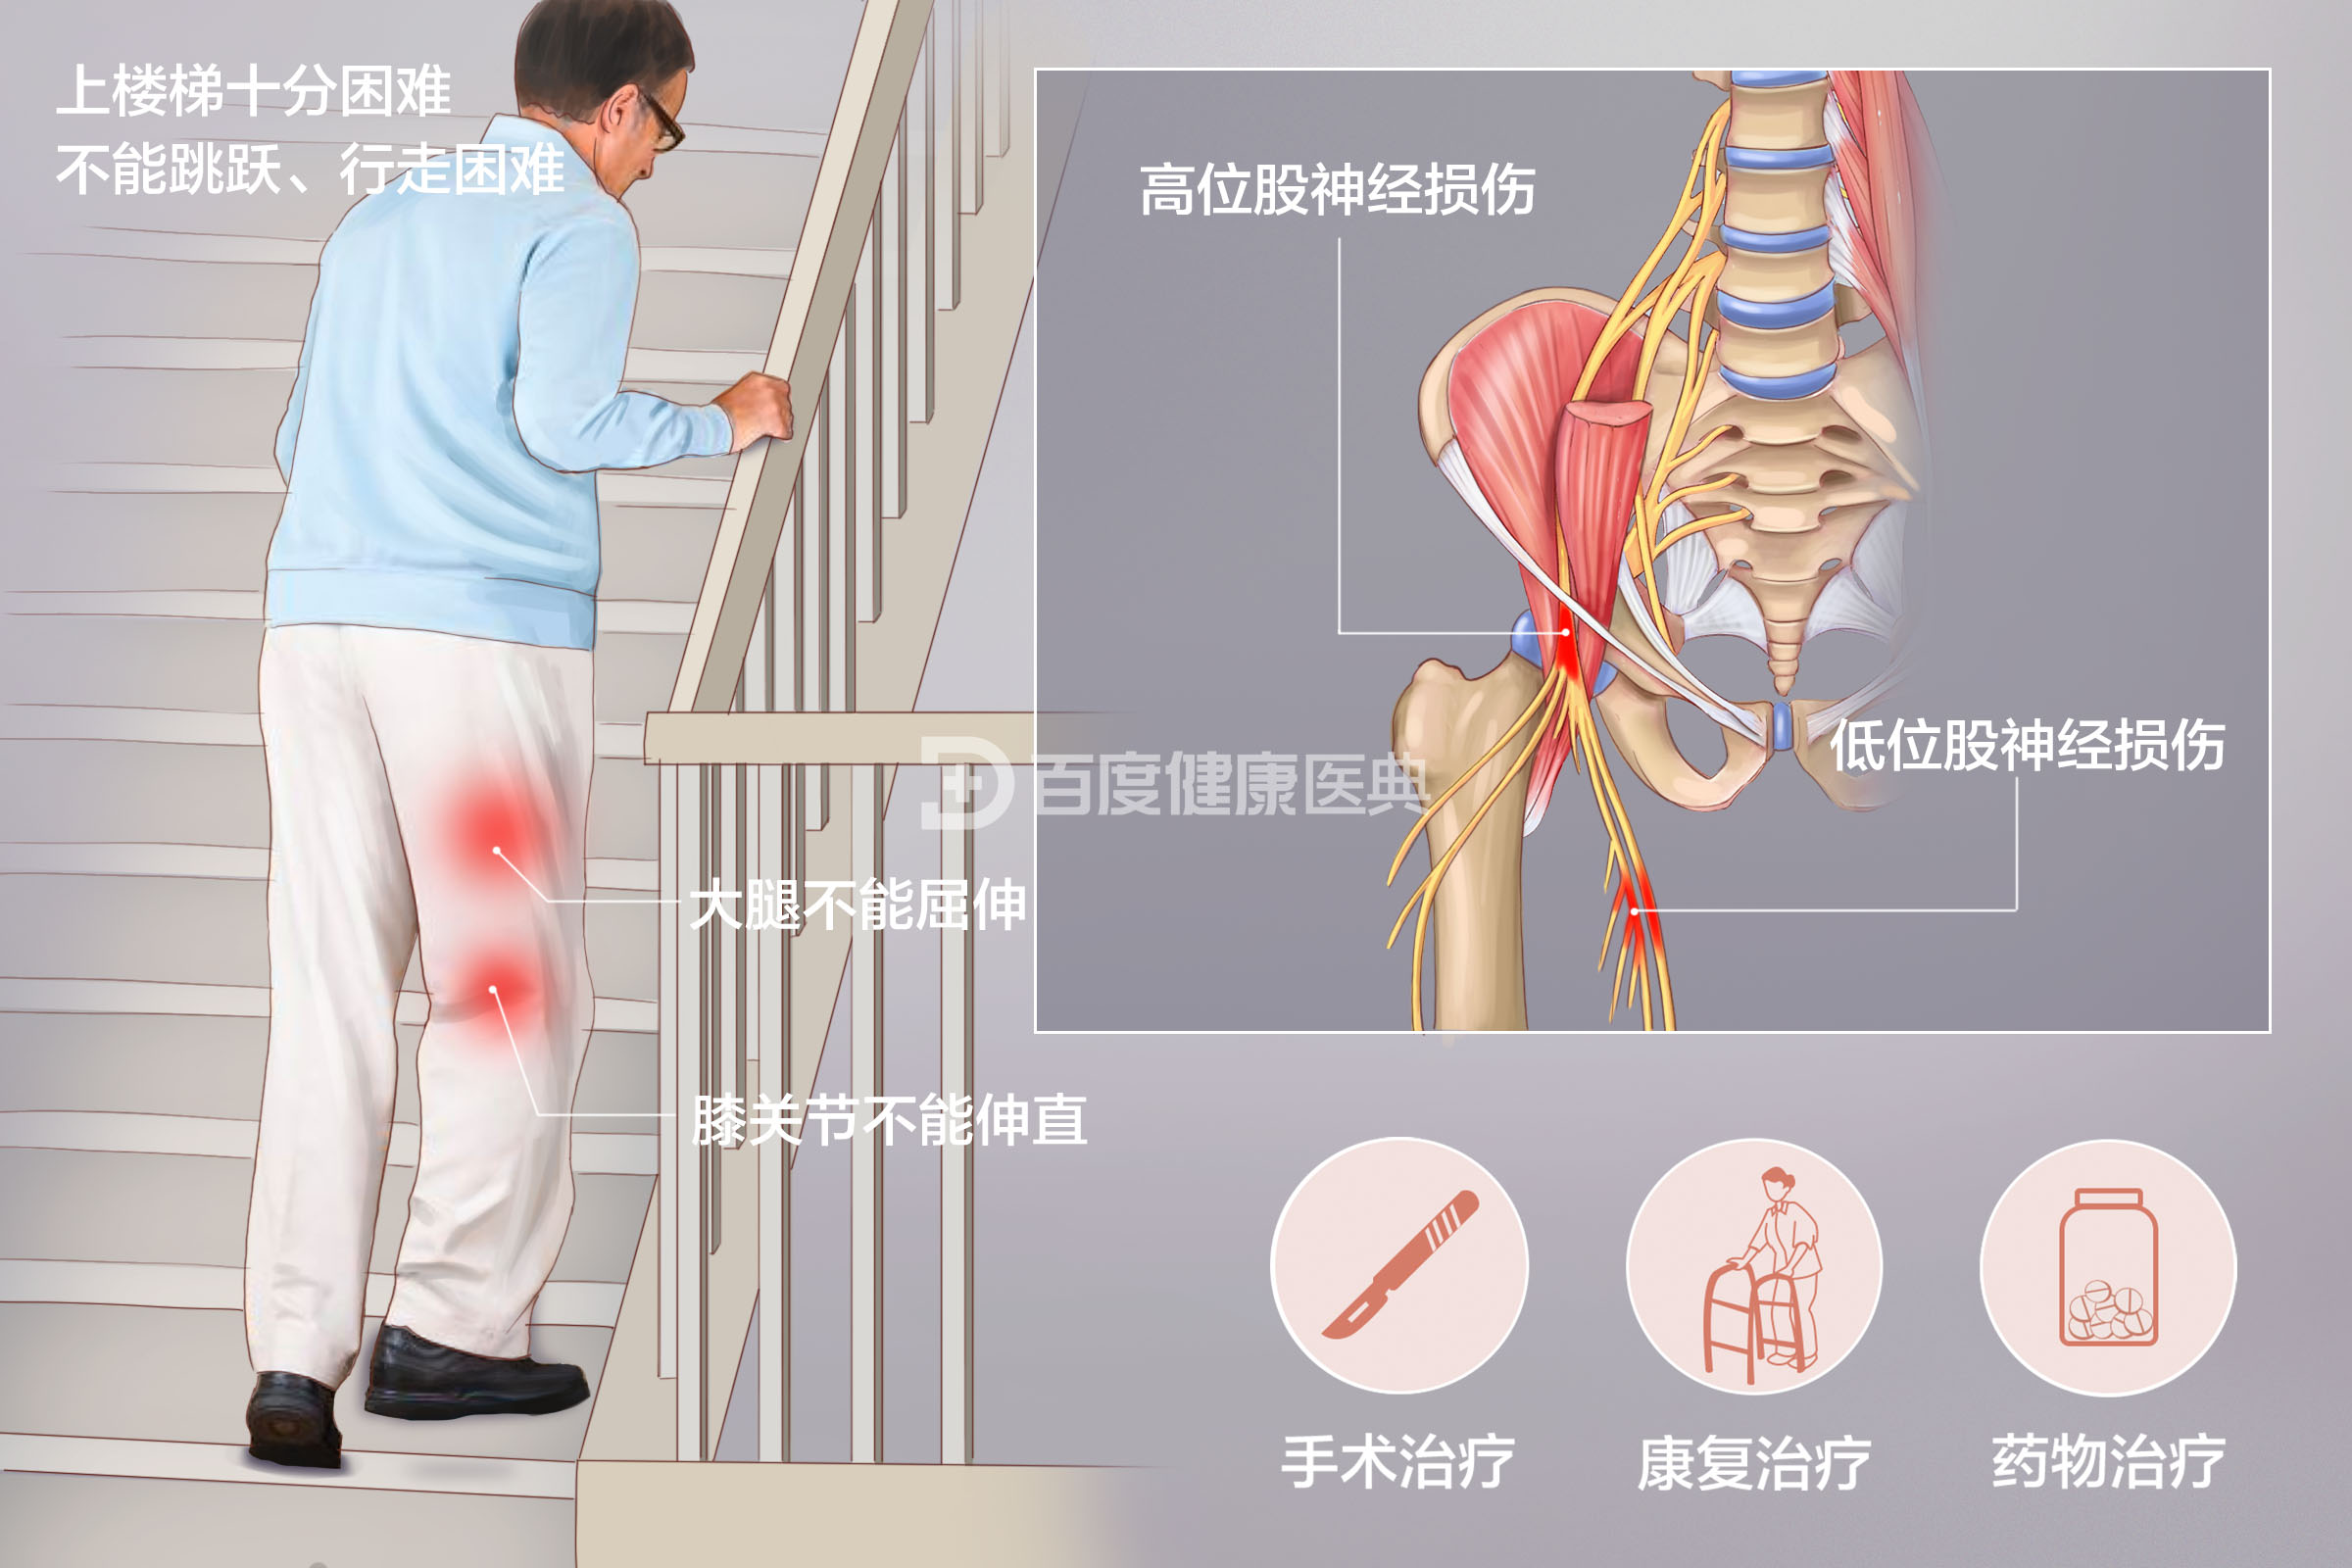 上楼梯十分困难
不能跳跃、行走困难
高位股神经损伤
低位股神经损伤
百度健康医典
大腿不能屈伸
膝关节不能伸直
手术治疗
康复治疗
药物治疗